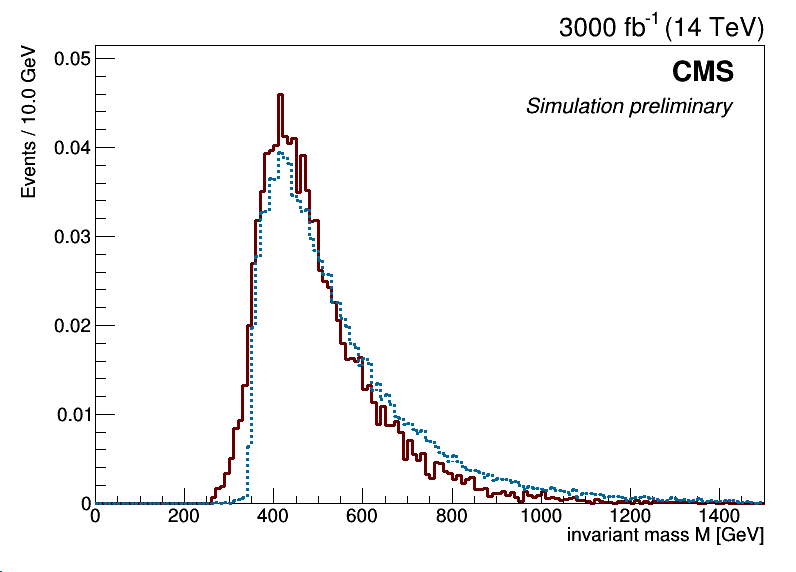 3000 fb-1 (14 TeV)
CMS
Simulation preliminary
Events / 10.0 GeV
0.05
0.04
0.03
0.02
0.01
0
0 200 400 600 800 1000 1200 1400
invariant mass M [GeV]